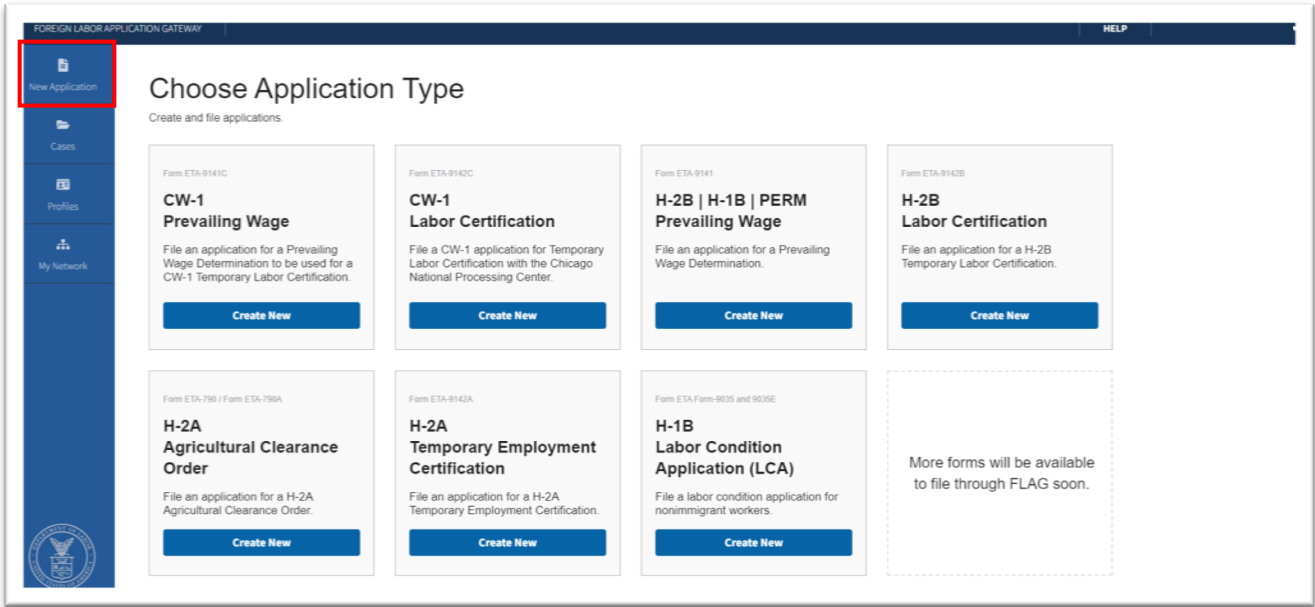 FOREIGN LABOR APPLICATION GATEWAY
HELP
New Application
Cases
Profiles
My Network
Choose Application Type
Create and file applications.
Form ETA-9141C
CW-1
Prevailing Wage
File an application for a Prevailing
Wage Determination to be used for a
CW-1 Temporary Labor Certification.
Create New
Form ETA-9142C
CW-1
Labor Certification
File a CW-1 application for Temporary
Labor Certification with the Chicago
National Processing Center.
Create New
Form ETA-9141
H-2B | H-1B | PERM
Prevailing Wage
File an application for a Prevailing
Wage Determination.
Create New
Form ETA-9142B
H-2B
Labor Certification
File an application for a H-2B
Temporary Labor Certification.
Create New
Form ETA-790 / Form ETA-790A
H-2A
Agricultural Clearance
Order
File an application for a H-2A
Agricultural Clearance Order.
Create New
Form ETA-9142A
H-2A
Temporary Employment
Certification
File an application for a H-2A
Temporary Employment Certification.
Create New
Form ETA Form-9035 and 9035E
H-1B
Labor Condition
Application (LCA)
File a labor condition application for
nonimmigrant workers.
Create New
More forms will be available
to file through FLAG soon.
DEPARTMENT OF LABOR
UNITED STATES OF AMERICA